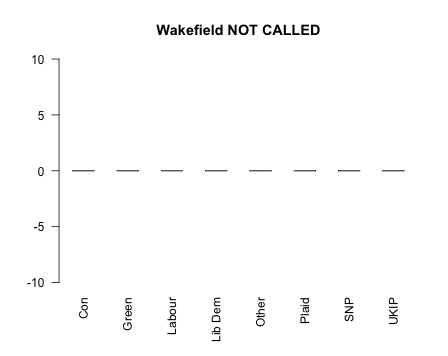 Wakefield NOT CALLED
10
5
0
-5
-10
Con
Green
Labour
Lib Dem
Other
Plaid
SNP
UKIP